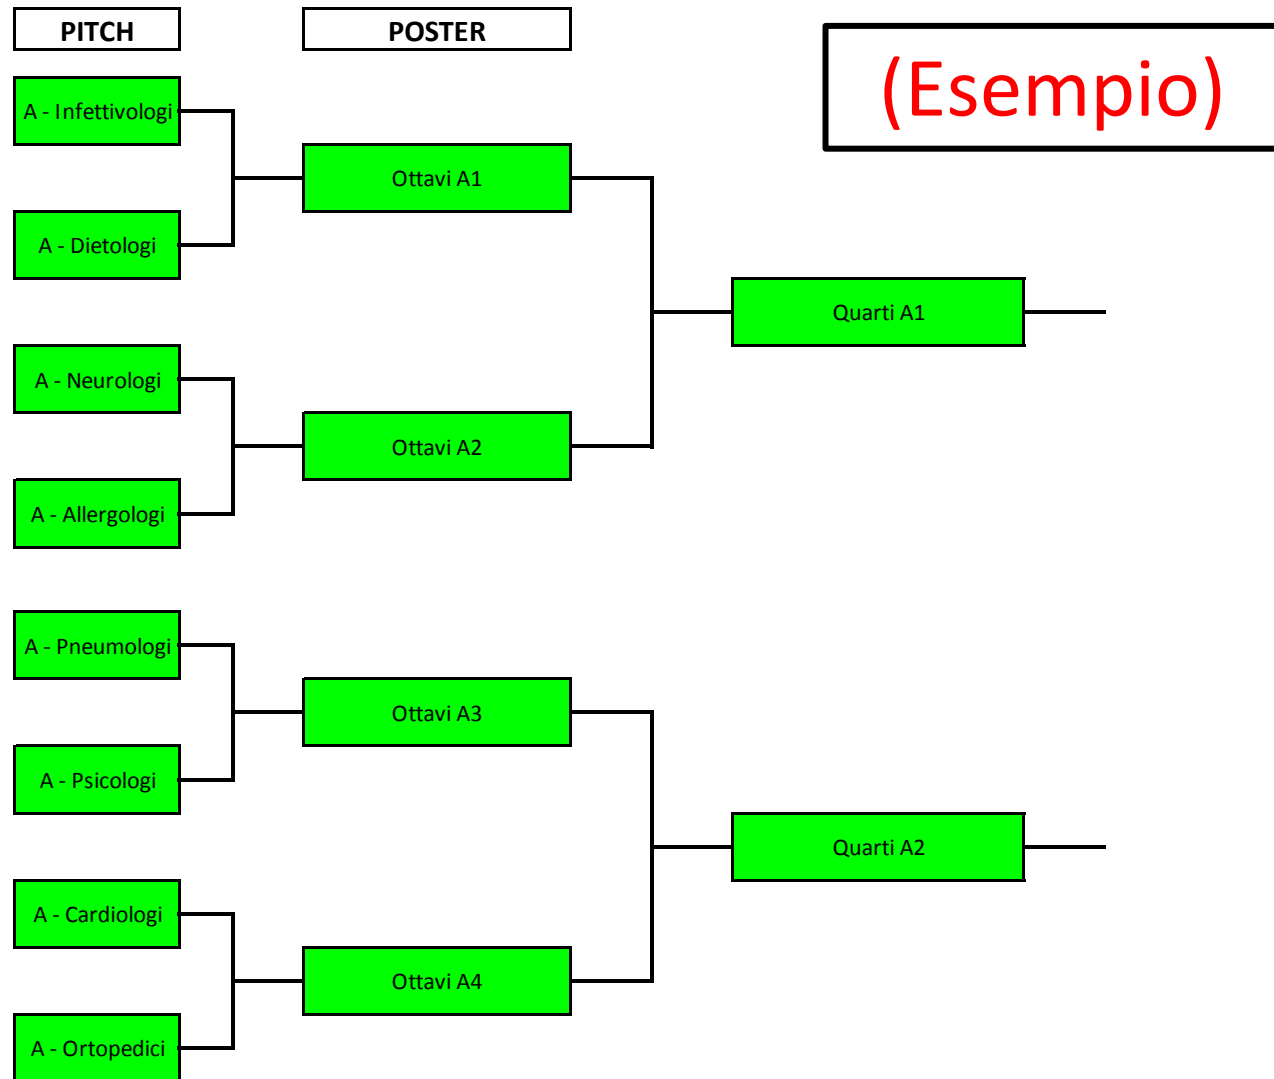 PITCH
POSTER
(Esempio)
A - Infettivologi
Ottavi A1
A - Dietologi
Quarti A1
A - Neurologi
Ottavi A2
A - Allergologi
A - Pneumologi
Ottavi A3
A - Psicologi
Quarti A2
A - Cardiologi
Ottavi A4
A - Ortopedici